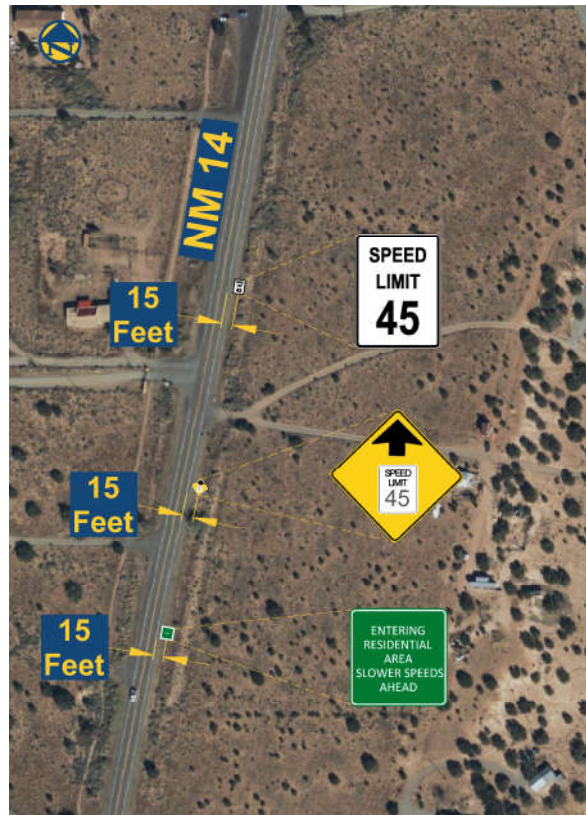 NM 14
SPEED
LIMIT
45
15
Feet
SPEED
LIMIT
45
15
Feet
ENTERING
RESIDENTIAL
AREA
SLOWER SPEEDS
AHEAD
15
Feet